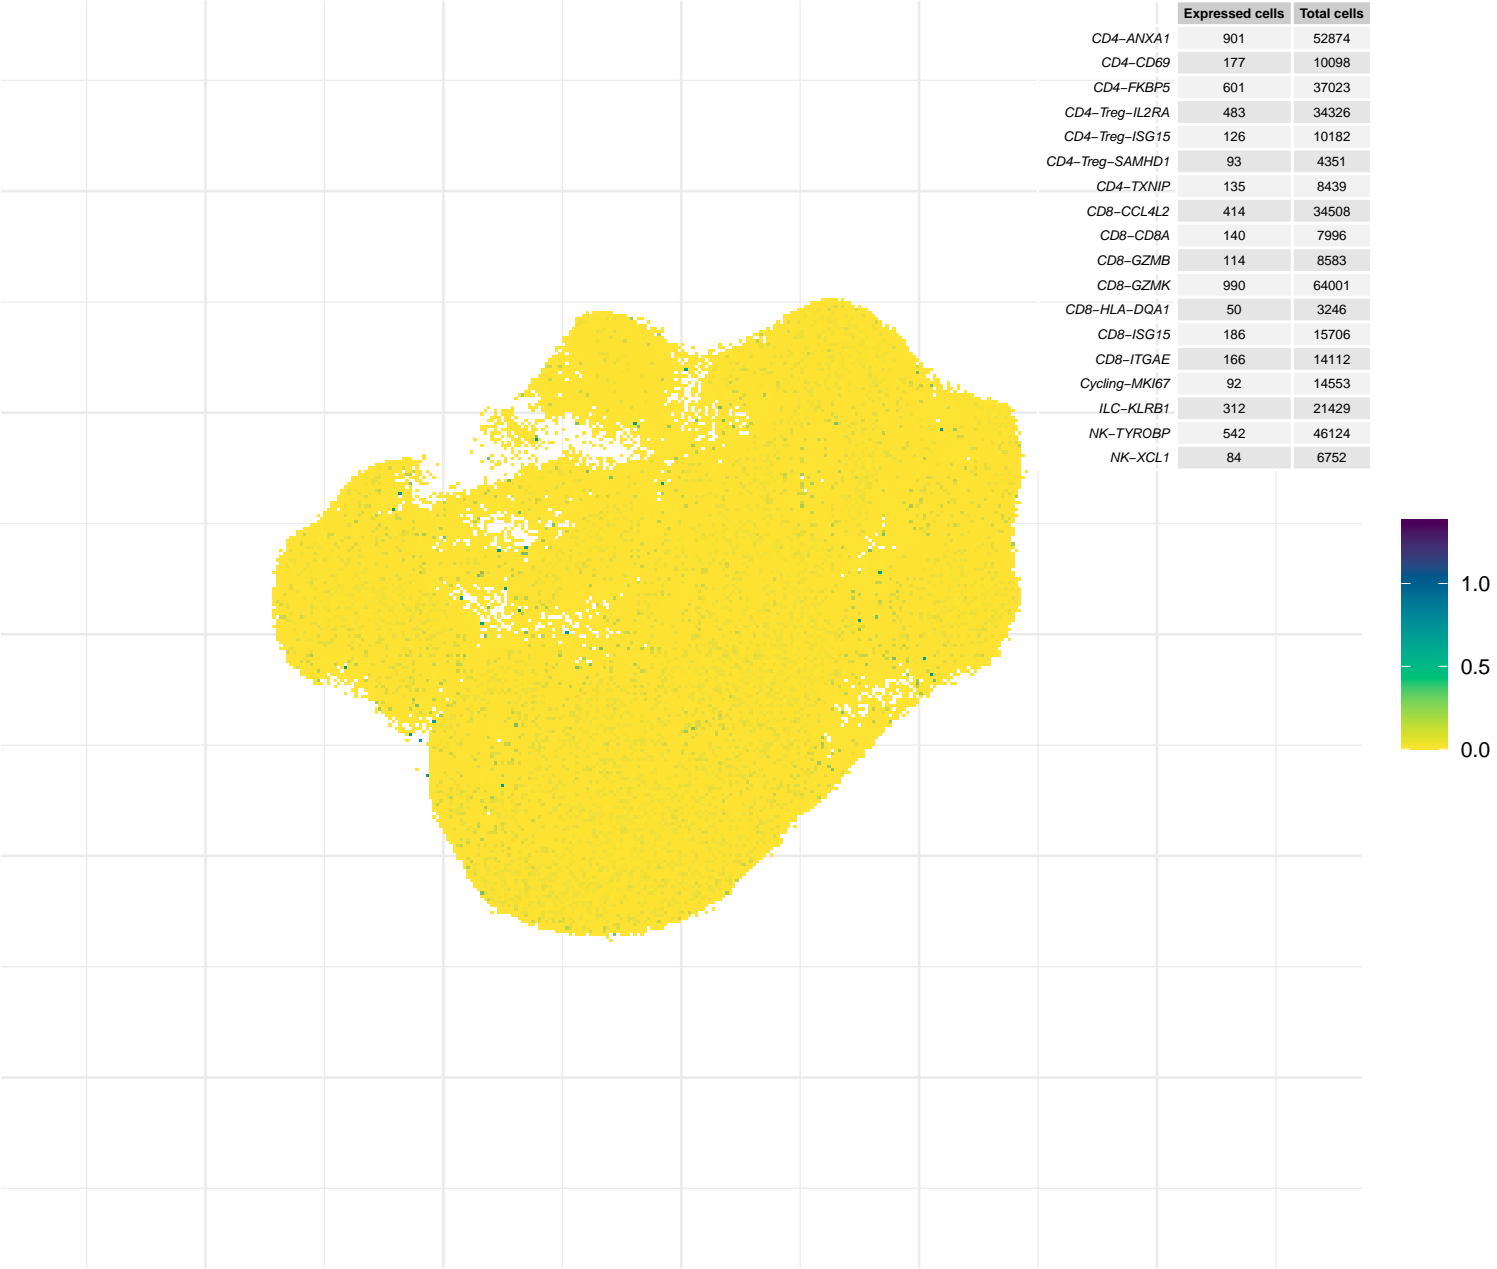 Expressed cells Total cells
CD4−ANXA1 901 52874
CD4−CD69 177 10098
CD4−FKBP5 601 37023
CD4−Treg−IL2RA 483 34326
CD4−Treg−ISG15 126 10182
CD4−Treg−SAMHD1 93 4351
CD4−TXNIP 135 8439
CD8−CCL4L2 414 34508
CD8−CD8A 140 7996
CD8−GZMB 114 8583
CD8−GZMK 990 64001
CD8−HLA−DQA1 50 3246
CD8−ISG15 186 15706
CD8−ITGAE 166 14112
Cycling−MKI67 92 14553
ILC−KLRB1 312 21429
NK−TYROBP 542 46124
NK−XCL1 84 6752
1.0
0.5
0.0